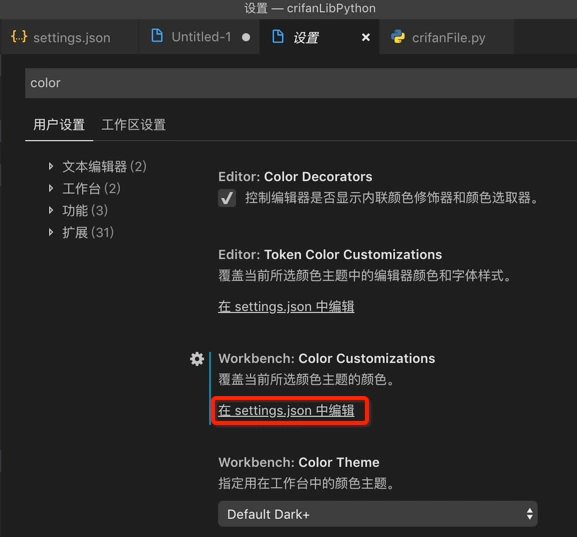 设置 — crifanLibPython
{··} settings.json
Untitled-1
设置
crifanFile.py
color
用户设置
工作区设置
文本编辑器 (2)
工作台 (2)
功能 (3)
扩展 (31)
Editor: Color Decorators
控制编辑器是否显示内联颜色修饰器和颜色选取器。
Editor: Token Color Customizations
覆盖当前所选颜色主题中的编辑器颜色和字体样式。
在 settings.json 中编辑
Workbench: Color Customizations
覆盖当前所选颜色主题的颜色。
在 settings.json 中编辑
Workbench: Color Theme
指定用在工作台中的颜色主题。
Default Dark+